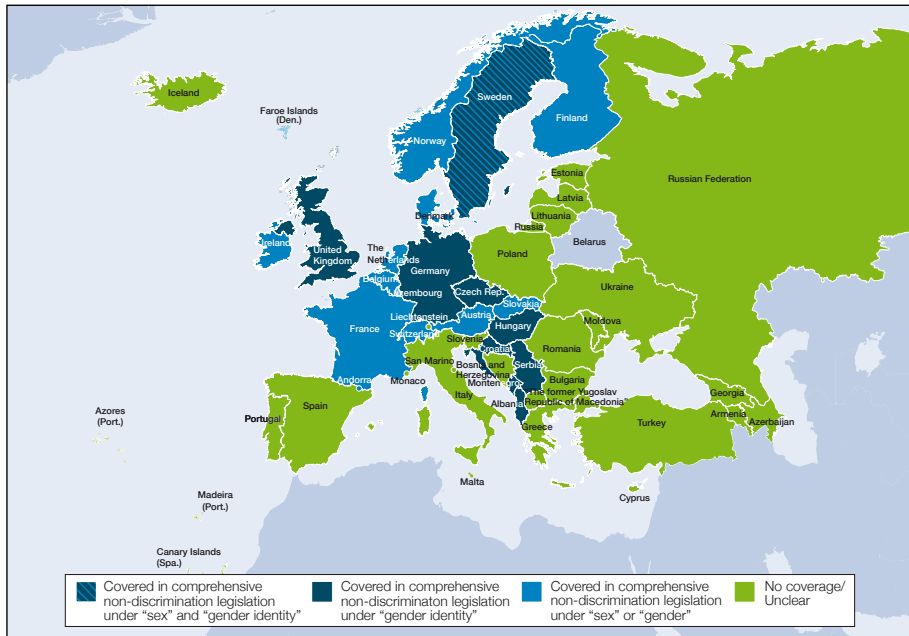 Iceland
Faroe Islands
(Den.)
Sweden
Finland
Norway
Russian Federation
Estonia
Latvia
Denmark
Lithuania
Russia
Ireland
United
Kingdom
The
Netherlands
Belarus
Poland
Germany
Belgium
Ukraine
Czech Rep.
Luxembourg
Slovakia
Liechtenstein
Austria
Moldova
France
Switzerland
Hungary
Slovenia
Croatia
Romania
San Marino
Bosnia and
Herzegovina
Serbia
Andorra
Monaco
Montenegro
Bulgaria
Italy
"The former Yugoslav
Republic of Macedonia"
Georgia
Albania
Armenia
Azerbaijan
Azores
(Port.)
Portugal
Spain
Greece
Turkey
Malta
Cyprus
Madeira
(Port.)
Canary Islands
(Spa.)
Covered in comprehensive
non-discrimination legislation
under “sex” and “gender identity”
Covered in comprehensive
non-discriminaton legislation
under “gender identity”
Covered in comprehensive
non-discrimination legislation
under “sex” or “gender”
No coverage/
Unclear